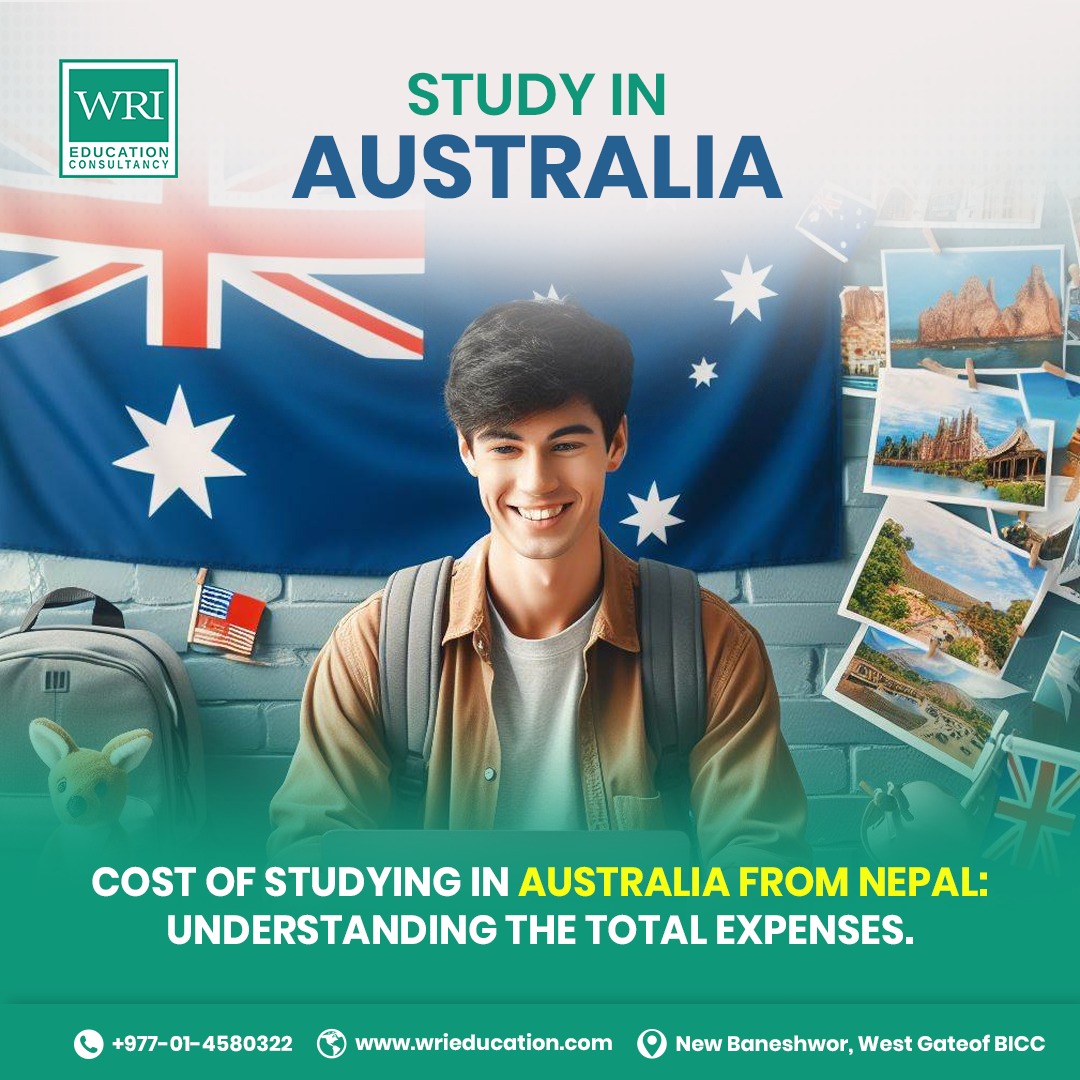 WRI
EDUCATION
CONSULTANCY
STUDY IN
AUSTRALIA
COST OF STUDYING IN AUSTRALIA FROM NEPAL:
UNDERSTANDING THE TOTAL EXPENSES.
+977-01-4580322
www.wrieducation.com
New Baneshwor, West Gateof BICC